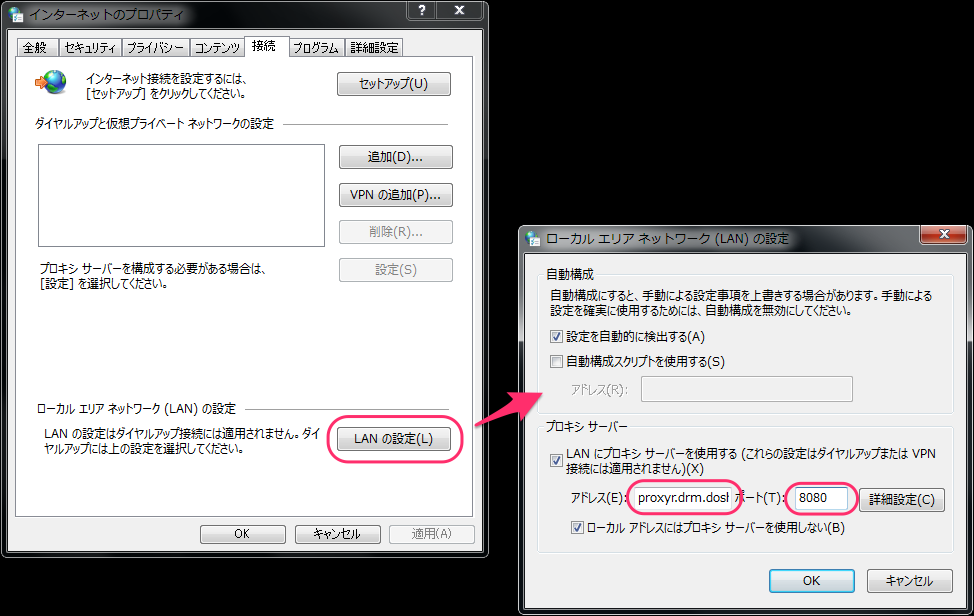 インターネットのプロパティ
?
全般
セキュリティ
プライバシー
コンテンツ
接続
プログラム
詳細設定
インターネット接続を設定するには、
[セットアップ] をクリックしてください。
セットアップ(U)
ダイヤルアップと仮想プライベート ネットワークの設定
追加(D)...
VPN の追加(P)...
削除(R)...
設定(S)
プロキシ サーバーを構成する必要がある場合は、
[設定] を選択してください。
ローカル エリア ネットワーク (LAN) の設定
LAN の設定はダイヤルアップ接続には適用されません。ダイ
ヤルアップには上の設定を選択してください。
LAN の設定(L)
OK
キャンセル
適用(A)
ローカル エリア ネットワーク (LAN) の設定
自動構成
自動構成にすると、手動による設定事項を上書きする場合があります。手動による
設定を確実に使用するためには、自動構成を無効にしてください。
設定を自動的に検出する(A)
自動構成スクリプトを使用する(S)
アドレス(R):
プロキシ サーバー
LAN にプロキシ サーバーを使用する (これらの設定はダイヤルアップまたは VPN
接続には適用されません)(X)
アドレス(E): proxyr.drm.dosh ポート(T): 8080 詳細設定(C)
ローカル アドレスにはプロキシ サーバーを使用しない(B)
OK
キャンセル